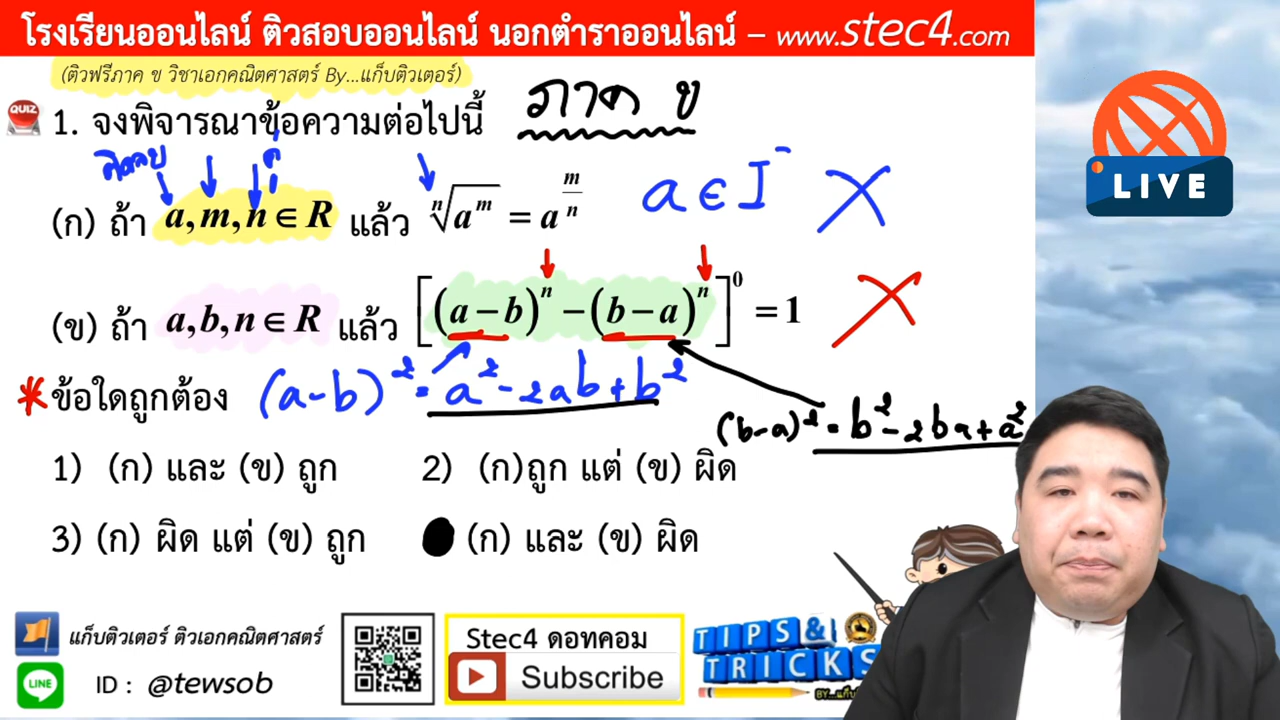 โรงเรียนออนไลน์ ติวสอบออนไลน์ นอกตำราออนไลน์ – www.stec4.com
(ติวฟรีภาค ข วิชาเอกคณิตศาสตร์ By...แก็บติวเตอร์)
QUIZ 1. จงพิจารณาข้อความต่อไปนี้ ภาค ข
LIVE
ติดลบ คู่
(ก) ถ้า a,m,n∈R แล้ว ⁿ√aᵐ = a^(m/n) a ∈ I⁻ ×
(ข) ถ้า a,b,n∈R แล้ว [(a−b)ⁿ−(b−a)ⁿ]⁰ = 1 ×
* ข้อใดถูกต้อง (a-b)² = a²-2ab+b²
(b-a)² = b²-2ba+a²
1) (ก) และ (ข) ถูก 2) (ก)ถูก แต่ (ข) ผิด
3) (ก) ผิด แต่ (ข) ถูก (ก) และ (ข) ผิด
แก็บติวเตอร์ ติวเอกคณิตศาสตร์
LINE ID : @tewsob
Stec4 ดอทคอม
Subscribe
TIPS &
TRICKS